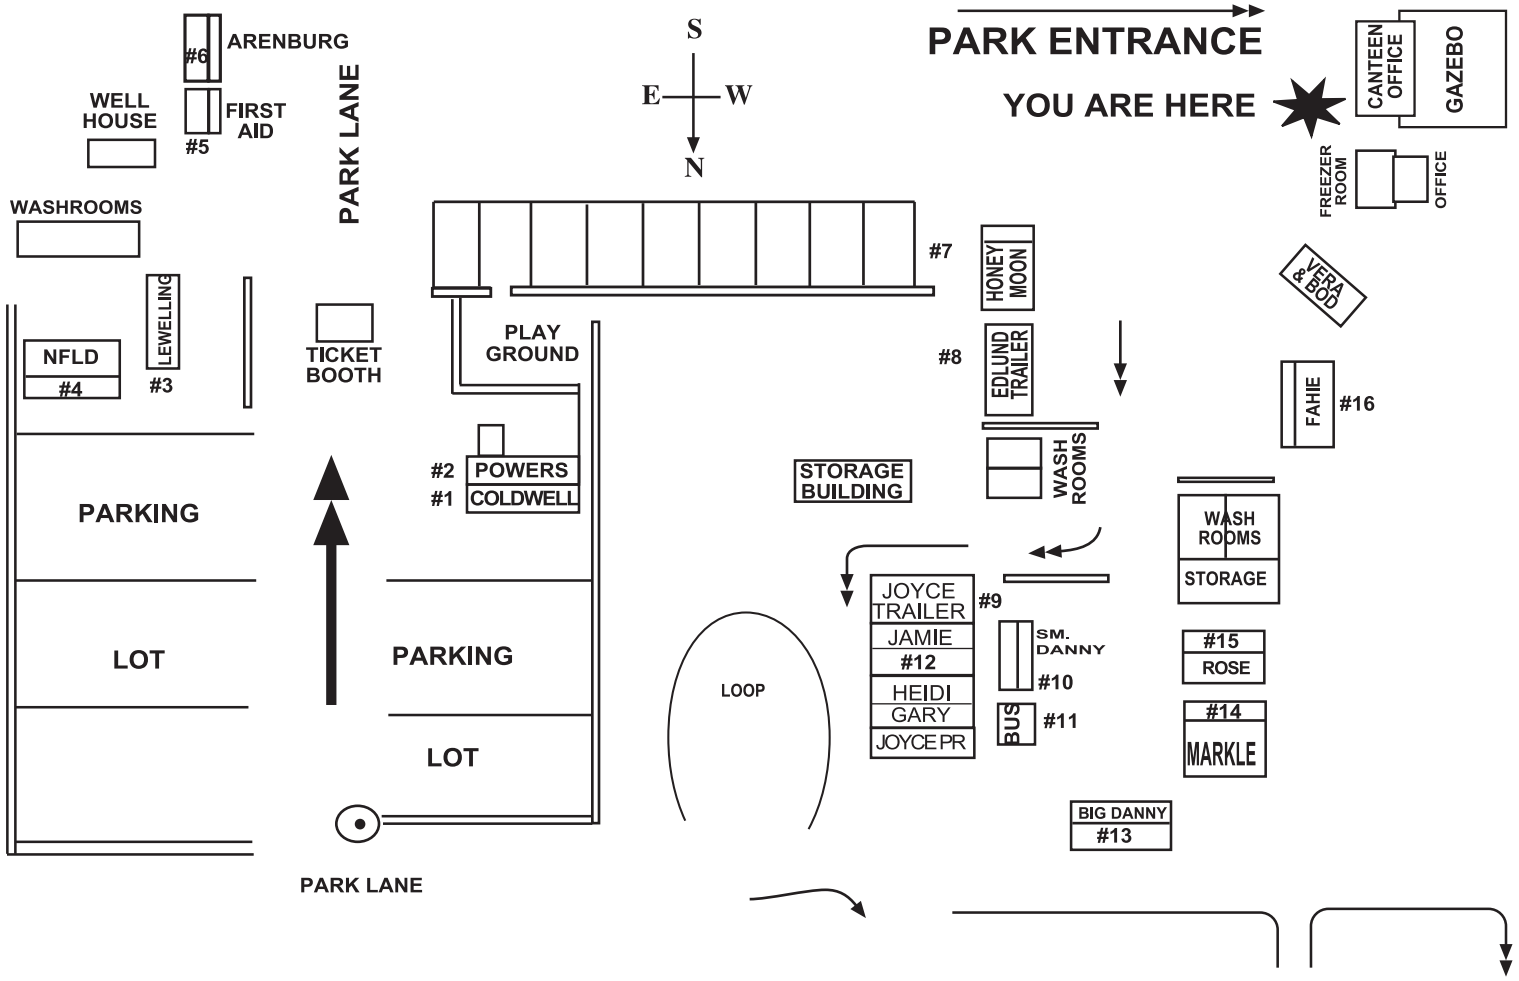 S
E
W
N
PARK ENTRANCE
YOU ARE HERE
CANTEEN
OFFICE
GAZEBO
FREEZER
ROOM
OFFICE
#6
ARENBURG
FIRST
AID
#5
WELL
HOUSE
PARK LANE
WASHROOMS
LEWELLING
#3
NFLD
#4
TICKET
BOOTH
PLAY
GROUND
#7
HONEY
MOON
#8
EDLUND
TRAILER
WASH
ROOMS
VERA
& BOD
FAHIE
#16
#2
POWERS
#1
COLDWELL
STORAGE
BUILDING
WASH
ROOMS
STORAGE
PARKING
LOT
PARKING
LOT
LOOP
JOYCE
TRAILER
#9
JAMIE
#12
HEIDI
GARY
JOYCE PR
SM.
DANNY
#10
BUS
#11
#15
ROSE
#14
MARKLE
BIG DANNY
#13
PARK LANE